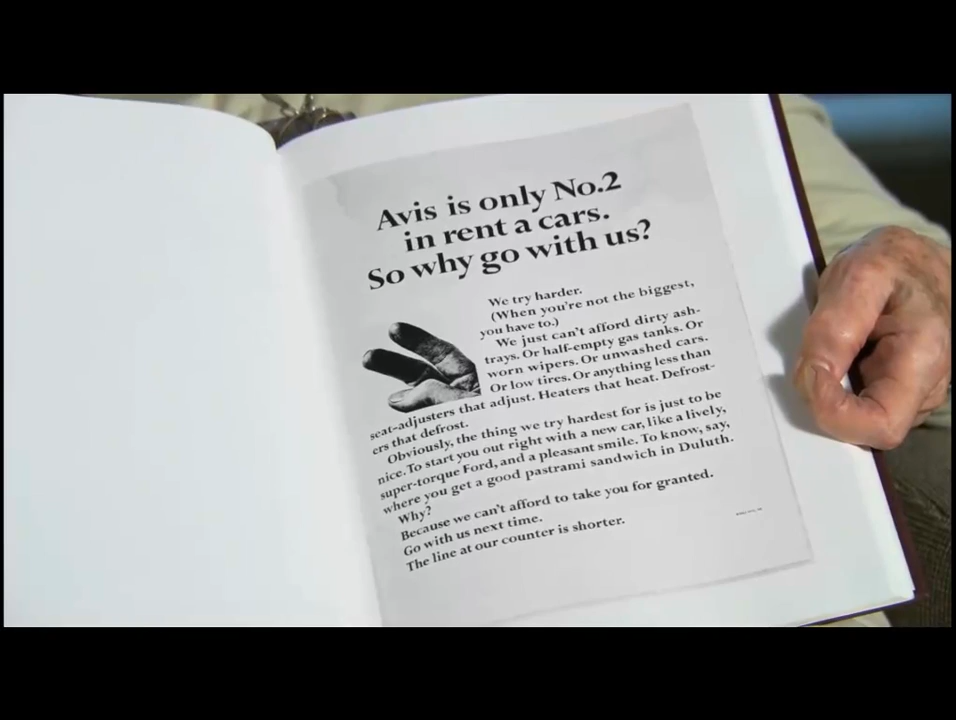 Avis is only No.2
in rent a cars.
So why go with us?
We try harder.
(When you're not the biggest,
you have to.)
We just can't afford dirty ash-
trays. Or half-empty gas tanks. Or
worn wipers. Or unwashed cars.
Or low tires. Or anything less than
seat-adjusters that adjust. Heaters that heat. Defrost-
ers that defrost.
Obviously, the thing we try hardest for is just to be
nice. To start you out right with a new car, like a lively,
super-torque Ford, and a pleasant smile. To know, say,
where you get a good pastrami sandwich in Duluth.
Why?
Because we can't afford to take you for granted.
Go with us next time.
The line at our counter is shorter.